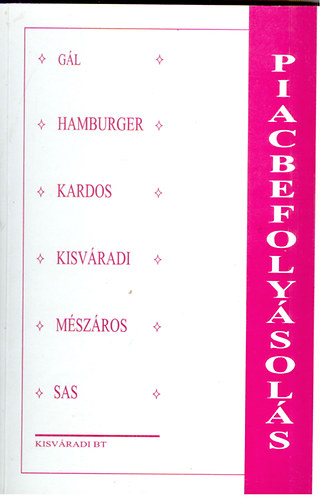 GÁL
HAMBURGER
KARDOS
KISVÁRADI
MÉSZÁROS
SAS
KISVÁRADI BT
PIACBEFOLYÁSOLÁS